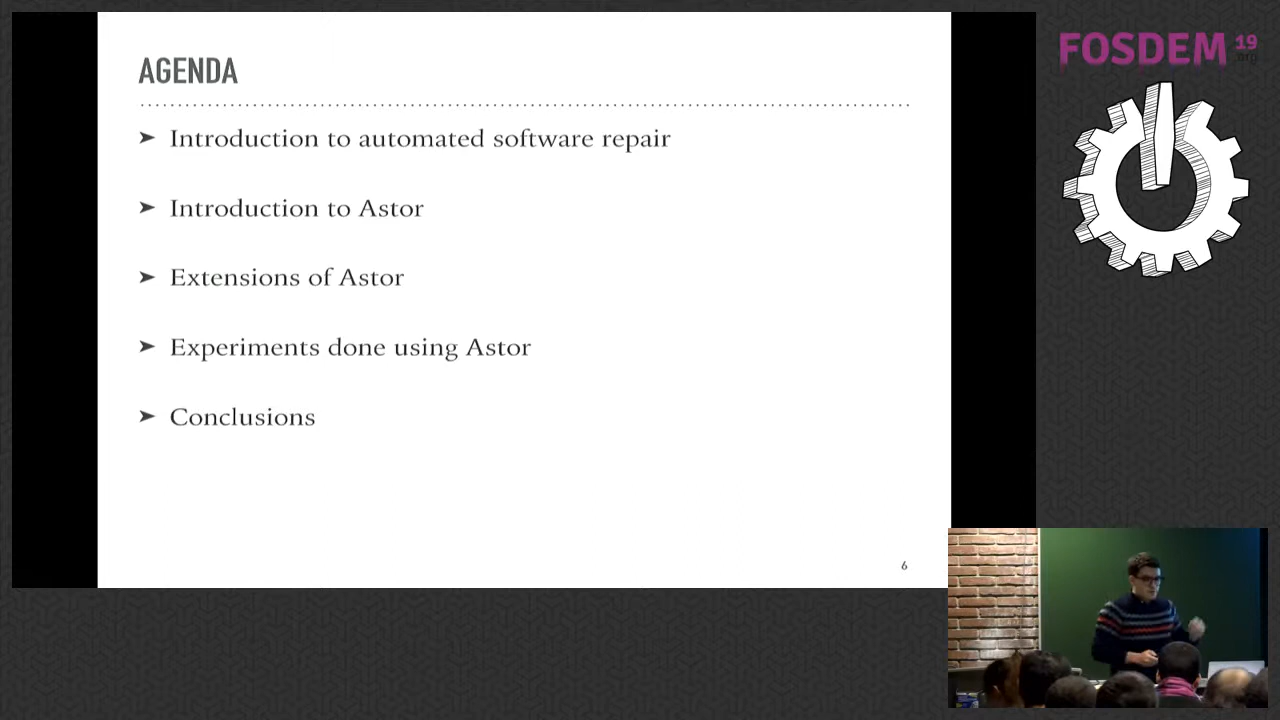 AGENDA
➤ Introduction to automated software repair
➤ Introduction to Astor
➤ Extensions of Astor
➤ Experiments done using Astor
➤ Conclusions
6
FOSDEM 19
.org